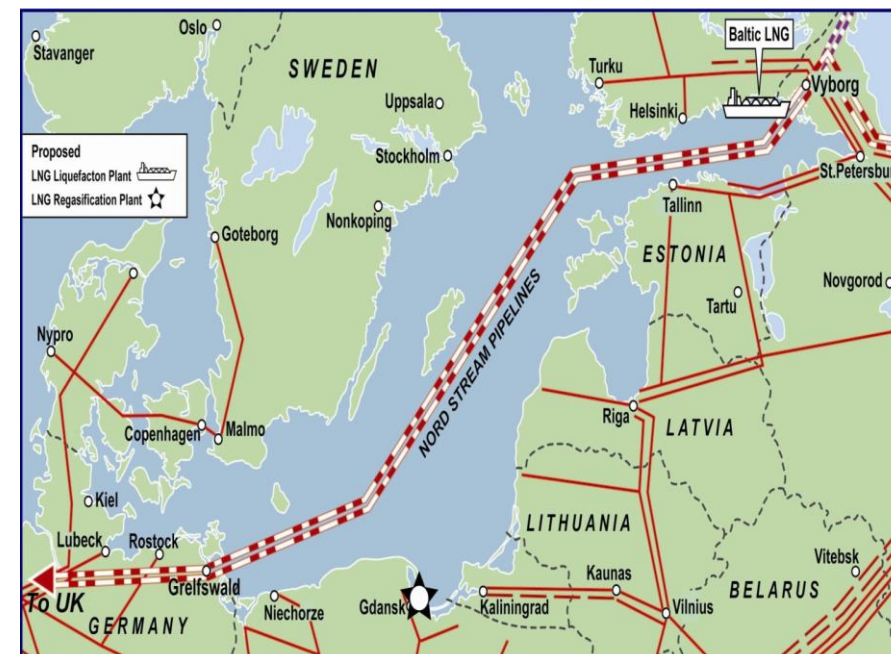 Oslo
Stavanger
SWEDEN
Uppsala
Stockholm
Nonkoping
Turku
Helsinki
Baltic LNG
Vyborg
St.Petersbur
Proposed
LNG Liquefacton Plant
LNG Regasification Plant
Goteborg
Tallinn
ESTONIA
Tartu
Novgorod
Nypro
Copenhagen
Malmo
NORD STREAM PIPELINES
Riga
LATVIA
Kiel
Lubeck
Rostock
Greifswald
LITHUANIA
Vitebsk
BELARUS
To UK
GERMANY
Niechorze
Gdansk
Kaliningrad
Kaunas
Vilnius